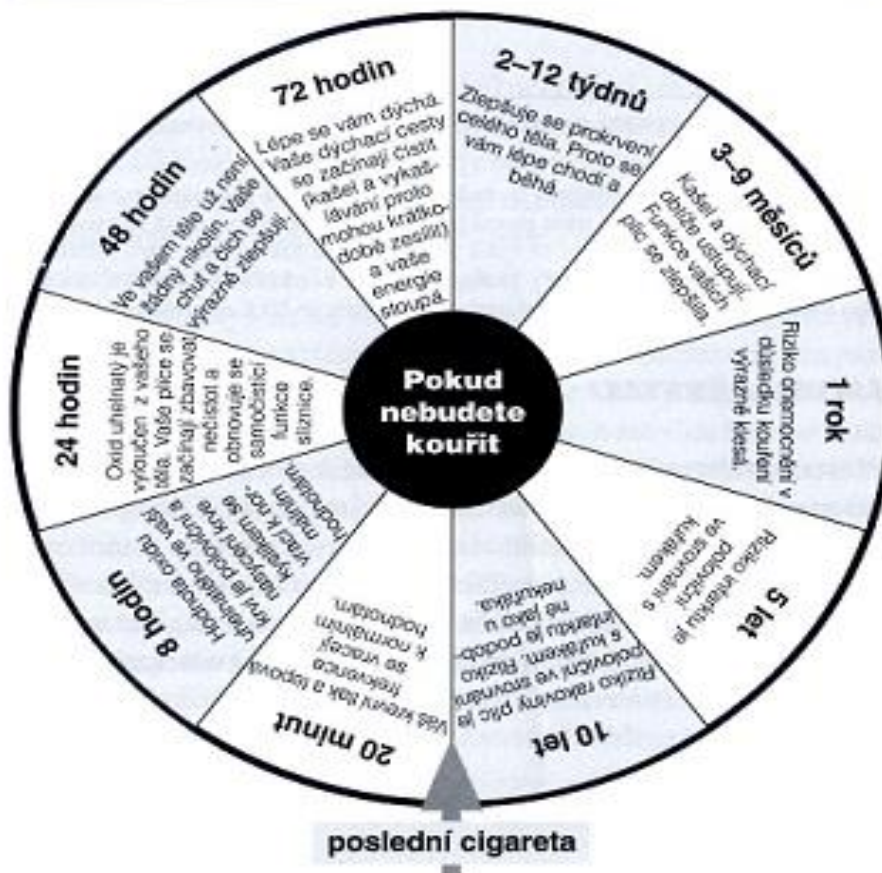 Pokud
nebudete
kouřit
poslední cigareta
20 minut
Váš krevní tlak a tepová
frekvence
se vracejí
k normálním
hodnotám.
8 hodin
Hodnota oxidu
uhelnatého ve vaší
krvi je poloviční a
nasycení krve
kyslíkem se
vrací k nor-
málním
hodnotám.
24 hodin
Oxid uhelnatý je
vyloučen z vašeho
těla. Vaše plíce se
začínají zbavovat
nečistot a
obnovuje se
samočistící
funkce
sliznice.
48 hodin
Ve vašem těle už není
žádný nikotin. Vaše
chuť a čich se
výrazně zlepšují.
72 hodin
Lépe se vám dýchá.
Vaše dýchací cesty
se začínají čistit
(kašel a vykaš-
lávání proto
mohou krátko-
době zesílit)
a vaše
energie
stoupá.
2–12 týdnů
Zlepšuje se prokrvení
celého těla. Proto se
vám lépe chodí a
běhá.
3–9 měsíců
Kašel a dýchací
obtíže ustupují.
Funkce vašich
plic se zlepšila.
1 rok
Riziko onemocnění v
důsledku kouření
výrazně klesá.
5 let
Riziko infarktu je
poloviční
ve srovnání s
kuřákem.
10 let
Riziko rakoviny plic je
poloviční ve srovnání
s kuřákem. Riziko
infarktu je podob-
né jako u
nekuřáka.